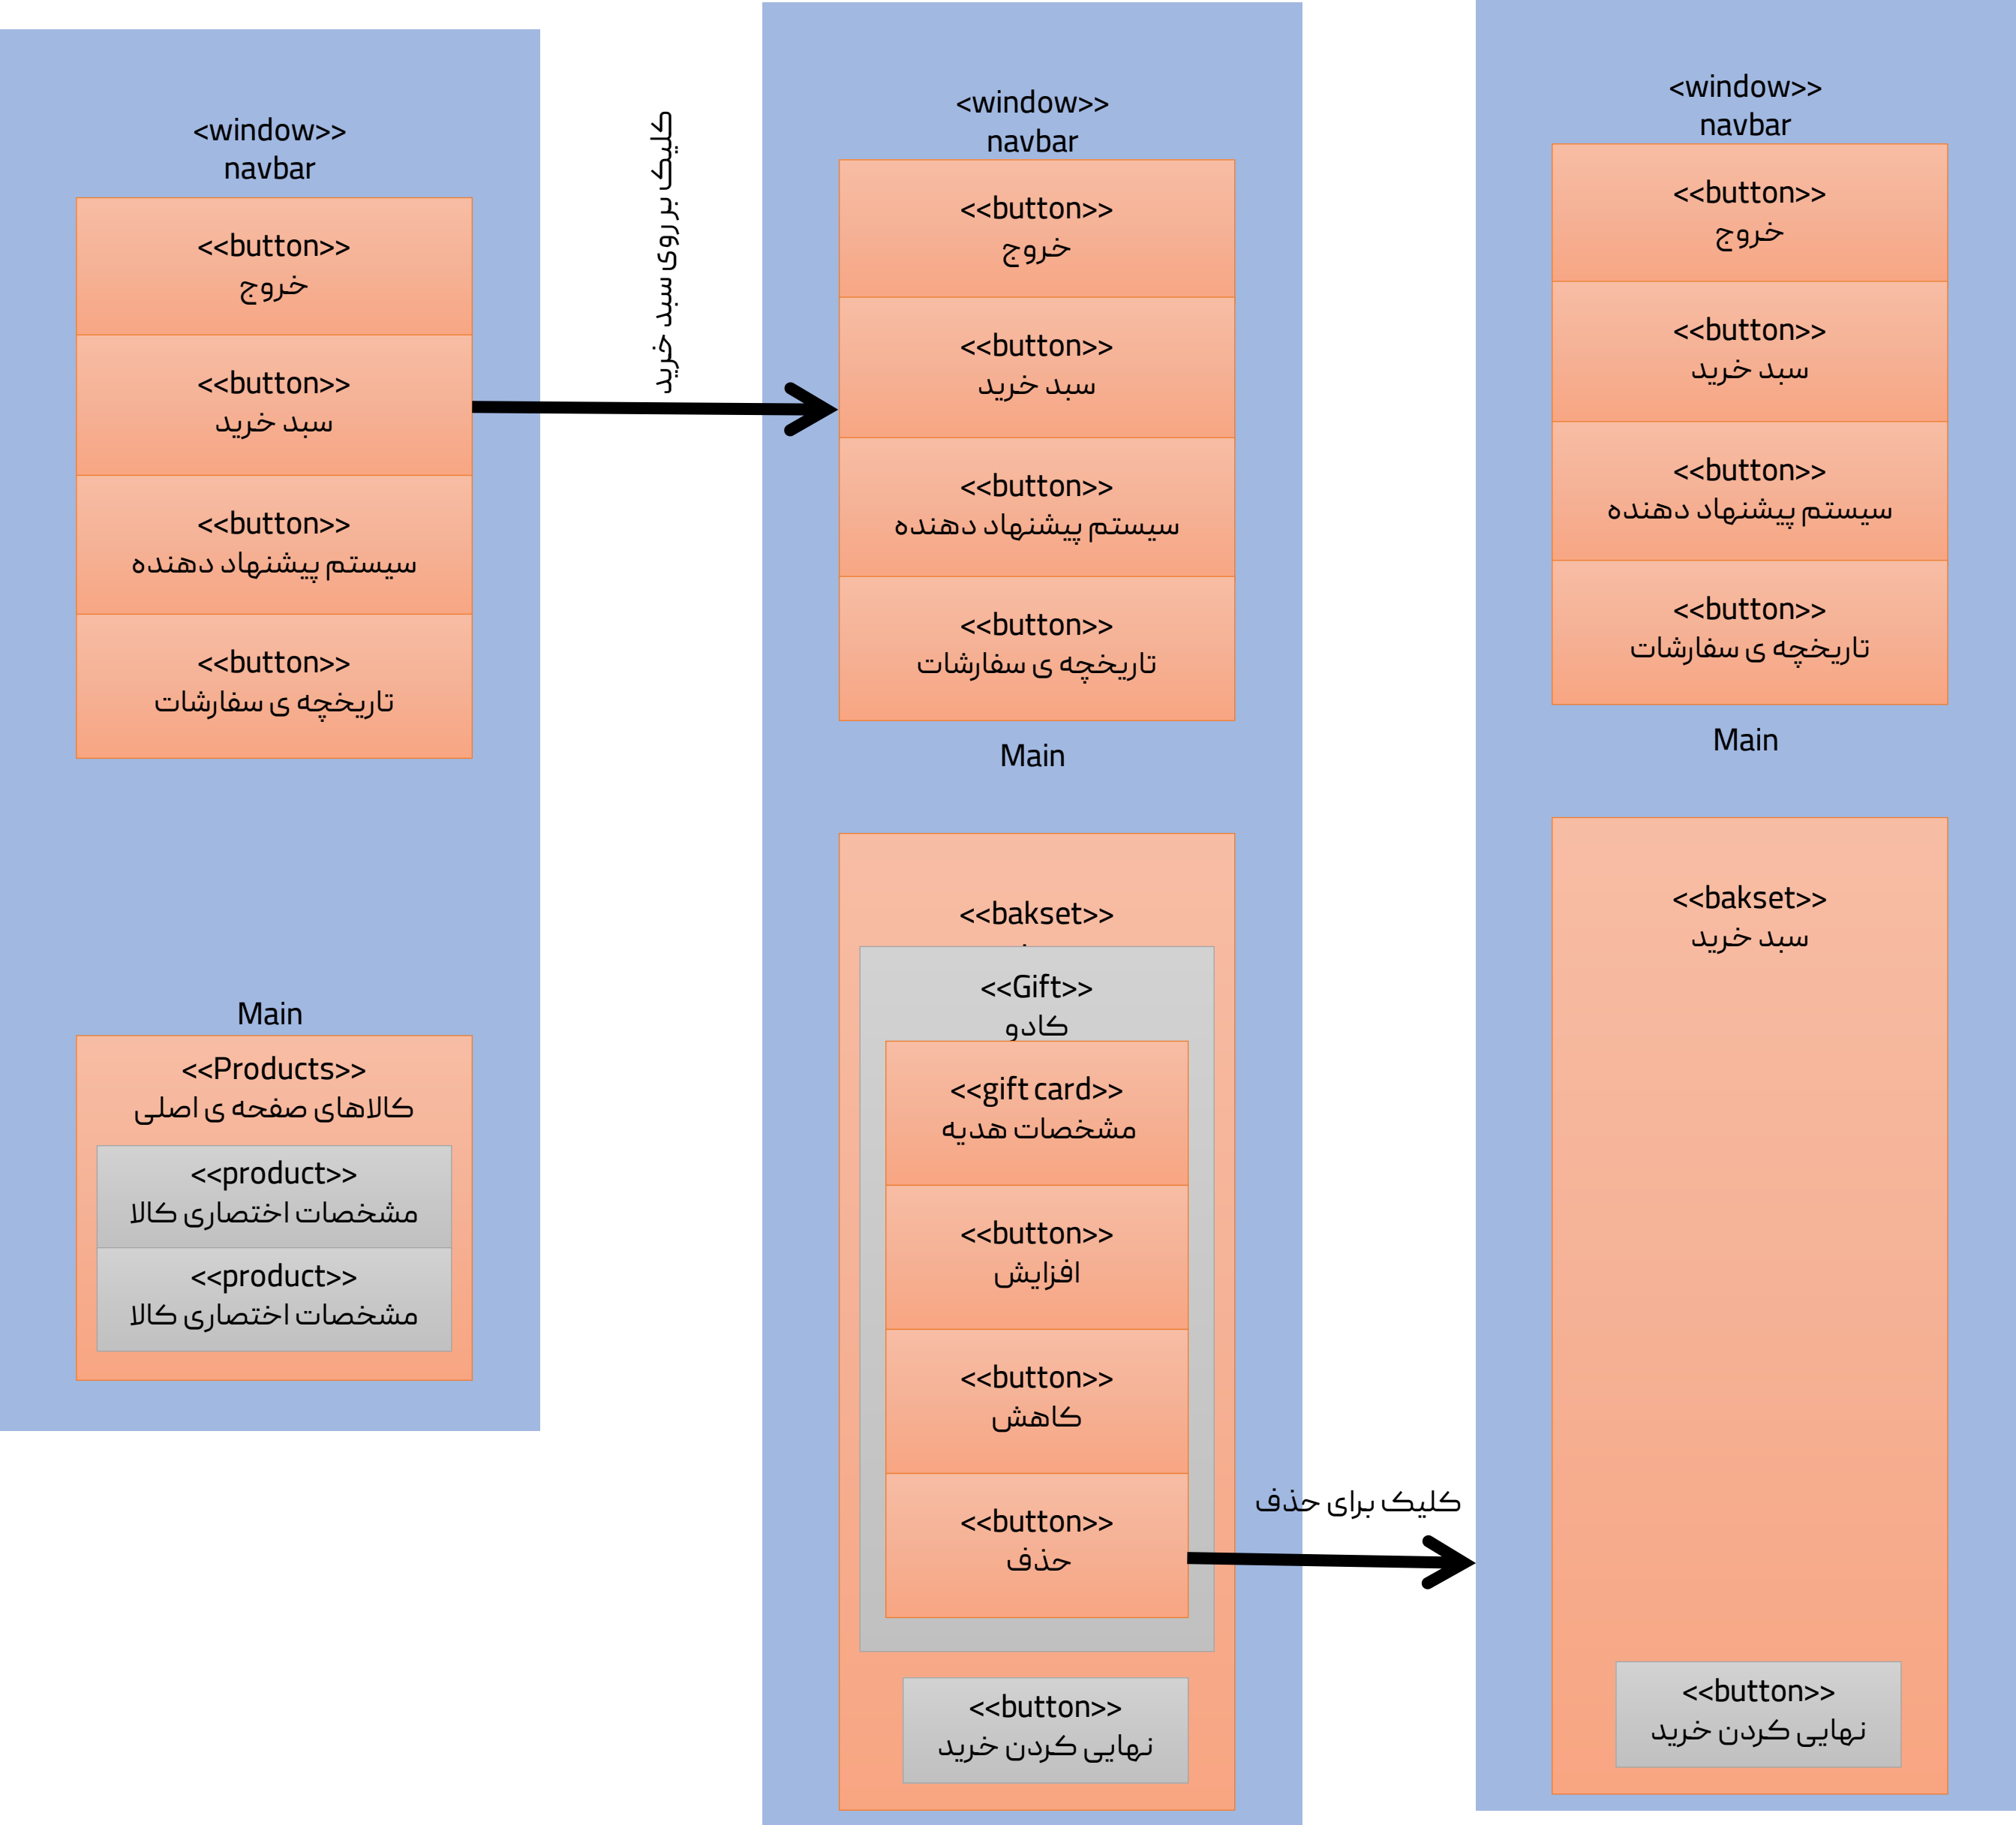 <window>>
navbar
<<button>>
خروج
<<button>>
سبد خرید
<<button>>
سیستم پیشنهاد دهنده
<<button>>
تاریخچه ی سفارشات
Main
<<Products>>
کالاهای صفحه ی اصلی
<<product>>
مشخصات اختصاری کالا
<<product>>
مشخصات اختصاری کالا
کلیک بر روی سبد خرید
<window>>
navbar
<<button>>
خروج
<<button>>
سبد خرید
<<button>>
سیستم پیشنهاد دهنده
<<button>>
تاریخچه ی سفارشات
Main
<<bakset>>
<<Gift>>
کادو
<<gift card>>
مشخصات هدیه
<<button>>
افزایش
<<button>>
کاهش
<<button>>
حذف
<<button>>
نهایی کردن خرید
کلیک برای حذف
<window>>
navbar
<<button>>
خروج
<<button>>
سبد خرید
<<button>>
سیستم پیشنهاد دهنده
<<button>>
تاریخچه ی سفارشات
Main
<<bakset>>
سبد خرید
<<button>>
نهایی کردن خرید